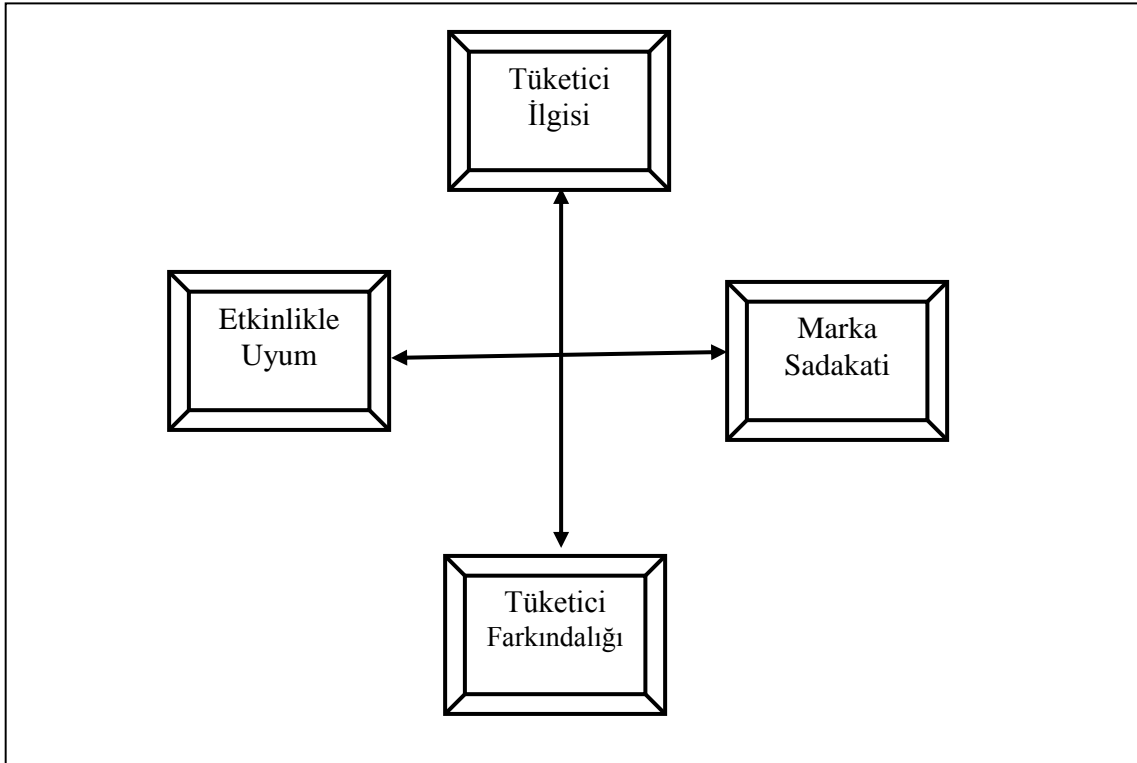 Tüketici
İlgisi
Etkinlikle
Uyum
Marka
Sadakati
Tüketici
Farkındalığı